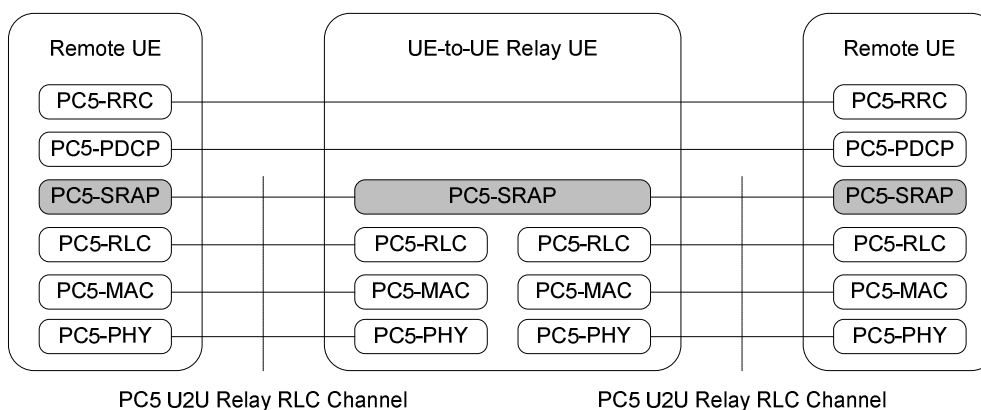 Remote UE
UE-to-UE Relay UE
Remote UE
PC5-RRC
PC5-RRC
PC5-PDCP
PC5-PDCP
PC5-SRAP
PC5-SRAP
PC5-SRAP
PC5-RLC
PC5-RLC
PC5-RLC
PC5-RLC
PC5-MAC
PC5-MAC
PC5-MAC
PC5-MAC
PC5-PHY
PC5-PHY
PC5-PHY
PC5-PHY
PC5 U2U Relay RLC Channel
PC5 U2U Relay RLC Channel